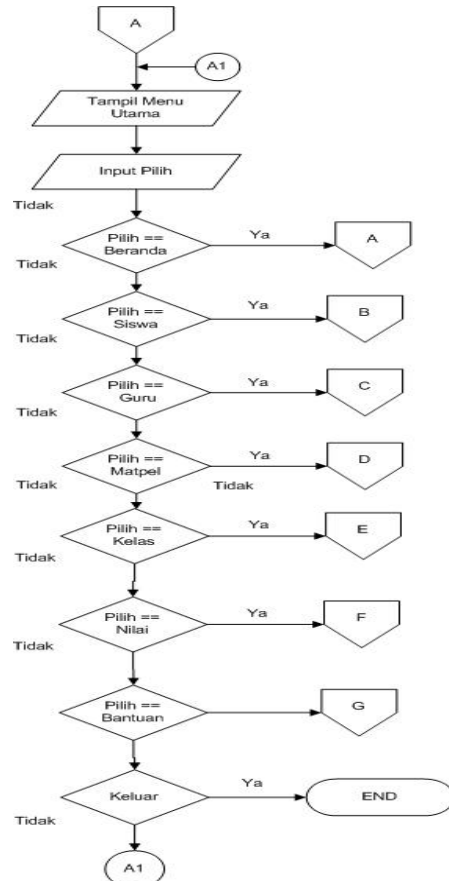 A
A1
Tampil Menu
Utama
Input Pilih
Tidak
Pilih ==
Beranda
Ya
A
Tidak
Pilih ==
Siswa
Ya
B
Tidak
Pilih ==
Guru
Ya
C
Tidak
Pilih ==
Matpel
Ya
D
Tidak
Tidak
Pilih ==
Kelas
Ya
E
Tidak
Pilih ==
Nilai
Ya
F
Tidak
Pilih ==
Bantuan
G
Keluar
Ya
END
Tidak
A1